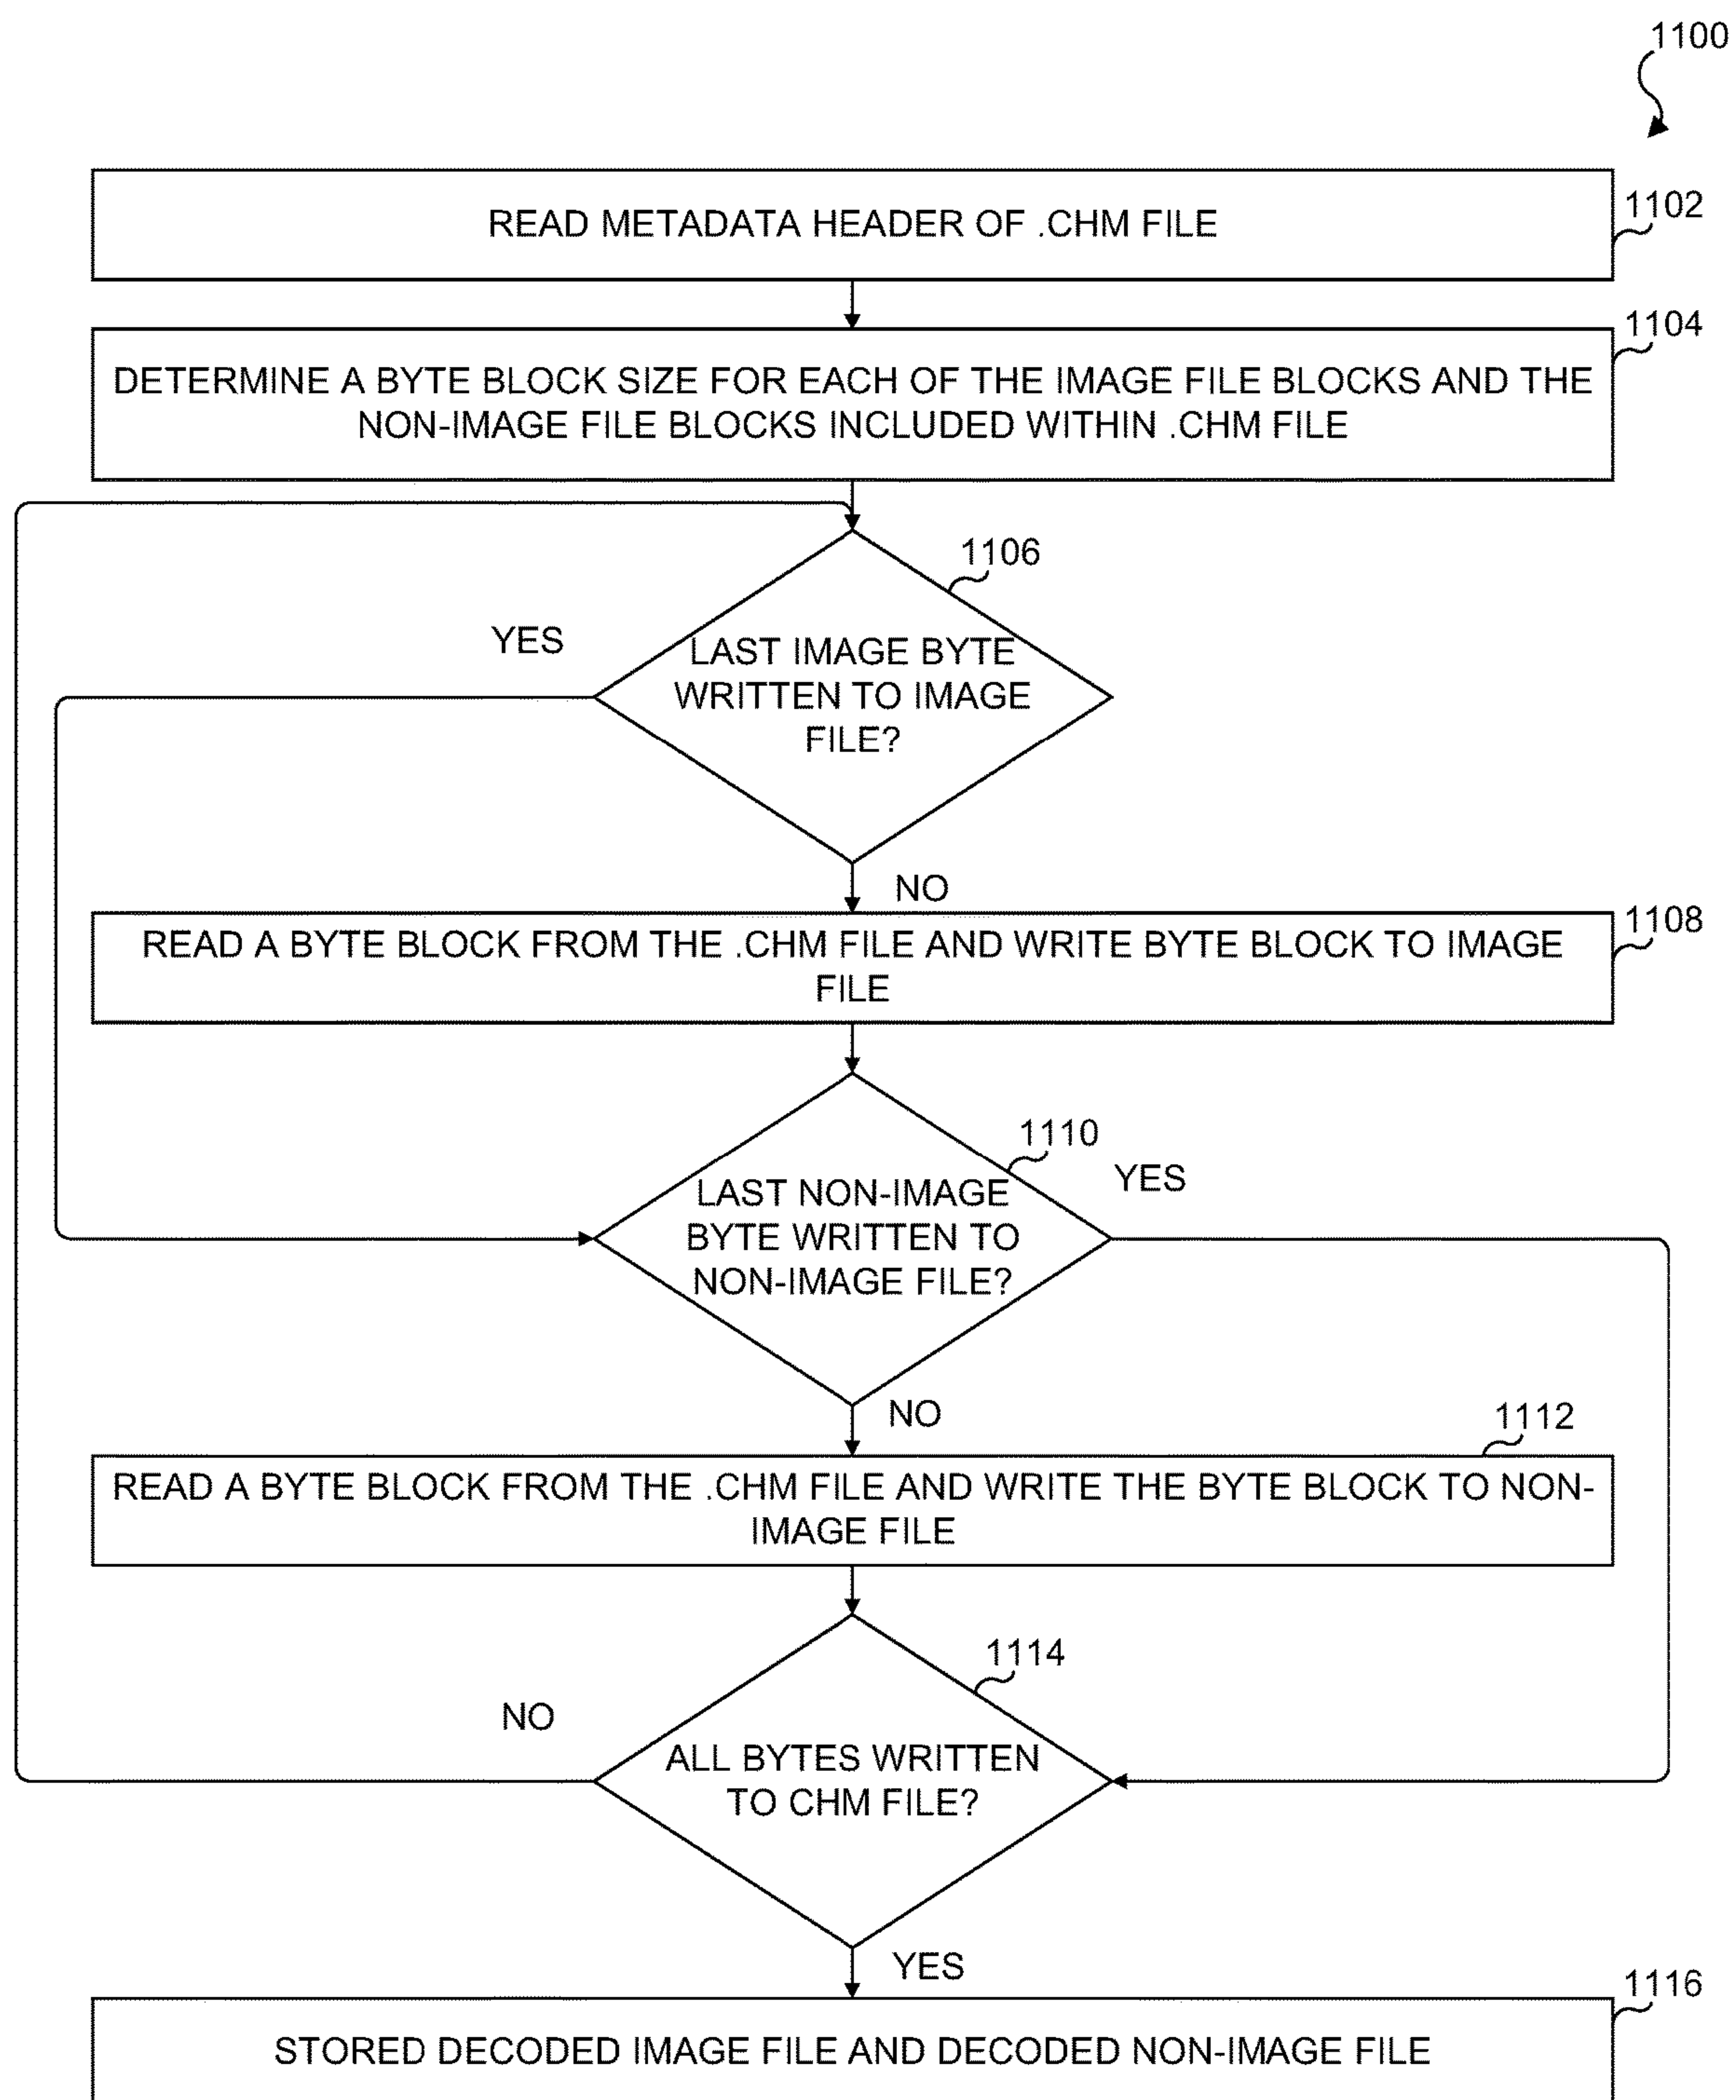 1100
READ METADATA HEADER OF .CHM FILE
1102
1104
DETERMINE A BYTE BLOCK SIZE FOR EACH OF THE IMAGE FILE BLOCKS AND THE
NON-IMAGE FILE BLOCKS INCLUDED WITHIN .CHM FILE
1106
YES
LAST IMAGE BYTE
WRITTEN TO IMAGE
FILE?
NO
1108
READ A BYTE BLOCK FROM THE .CHM FILE AND WRITE BYTE BLOCK TO IMAGE
FILE
1110
YES
LAST NON-IMAGE
BYTE WRITTEN TO
NON-IMAGE FILE?
NO
1112
READ A BYTE BLOCK FROM THE .CHM FILE AND WRITE THE BYTE BLOCK TO NON-
IMAGE FILE
1114
NO
ALL BYTES WRITTEN
TO CHM FILE?
YES
1116
STORED DECODED IMAGE FILE AND DECODED NON-IMAGE FILE